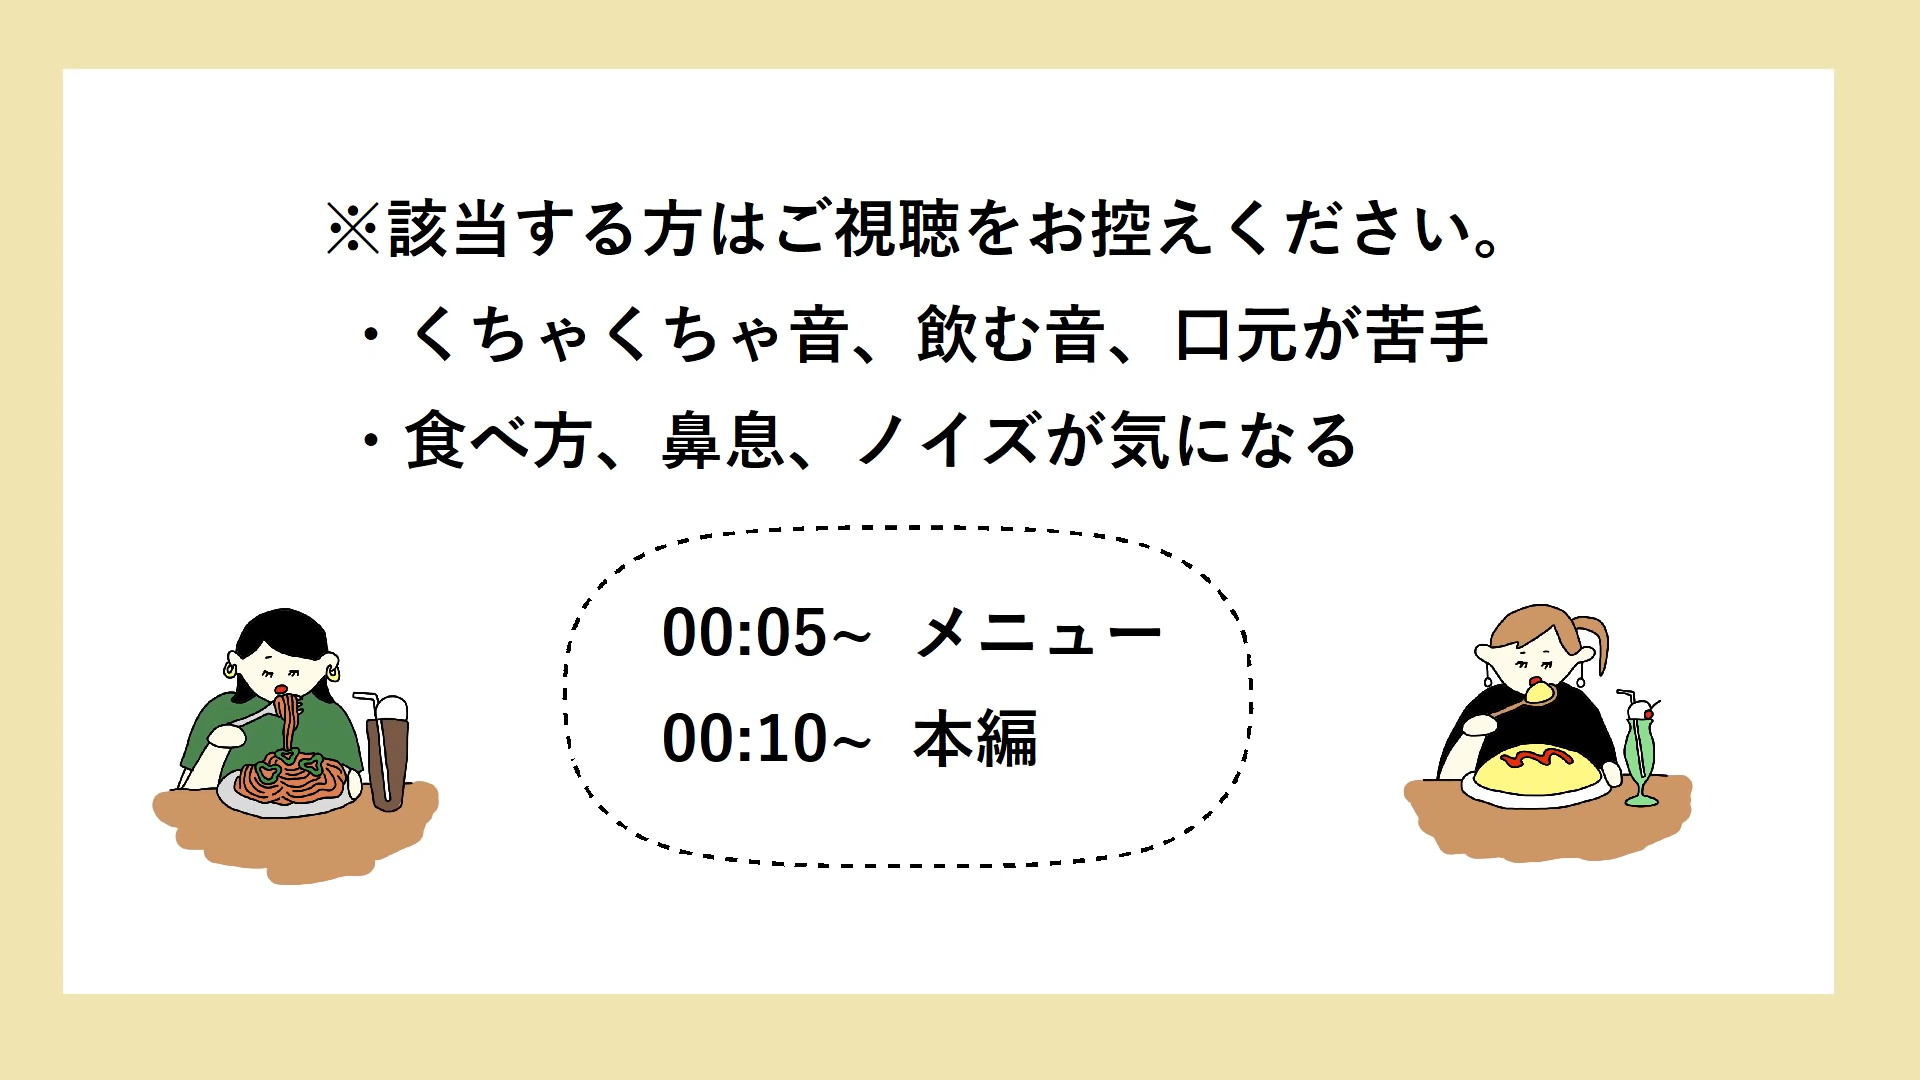 ※該当する方はご視聴をお控えください。
・くちゃくちゃ音、飲む音、口元が苦手
・食べ方、鼻息、ノイズが気になる
00:05~ メニュー
00:10~ 本編